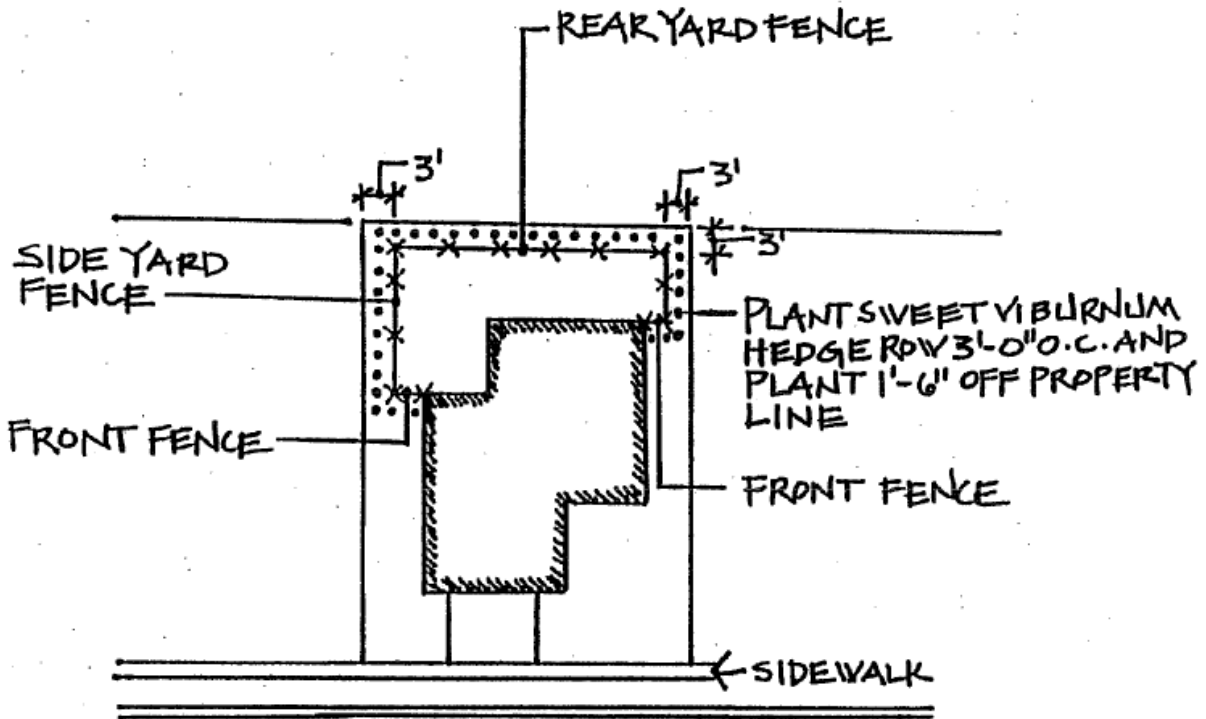 REAR YARD FENCE
3'
3'
3'
SIDE YARD
FENCE
PLANT SWEET VIBURNUM
HEDGE ROW 3'-0" O.C. AND
PLANT 1'-6" OFF PROPERTY
LINE
FRONT FENCE
FRONT FENCE
SIDEWALK